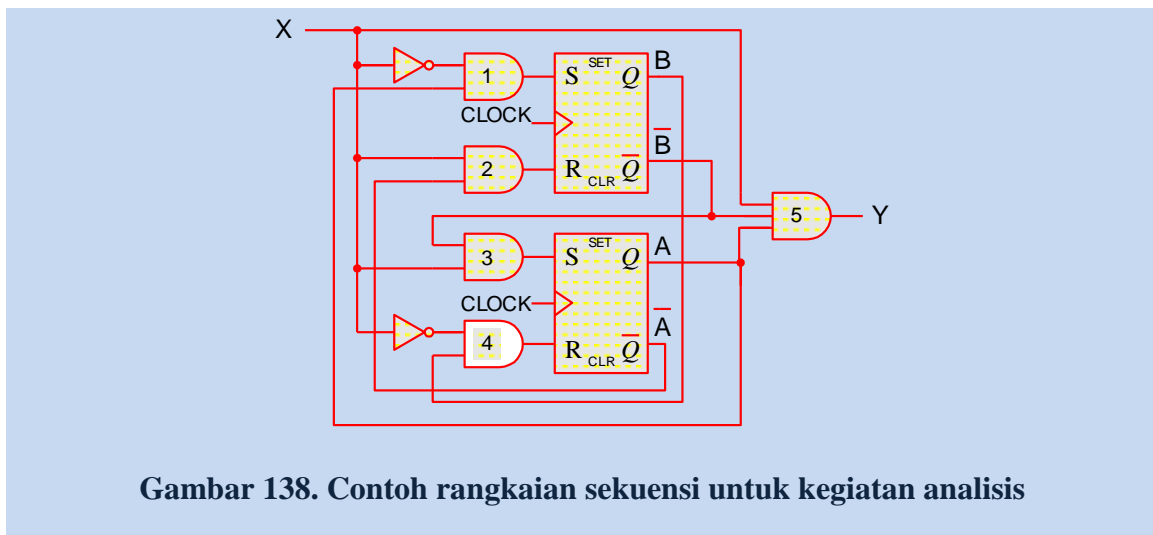 X
1
S SET Q B
CLOCK
2
R CLR Q̅ B̅
5 Y
3
S SET Q A
CLOCK
4
R CLR Q̅ A̅
Gambar 138. Contoh rangkaian sekuensi untuk kegiatan analisis